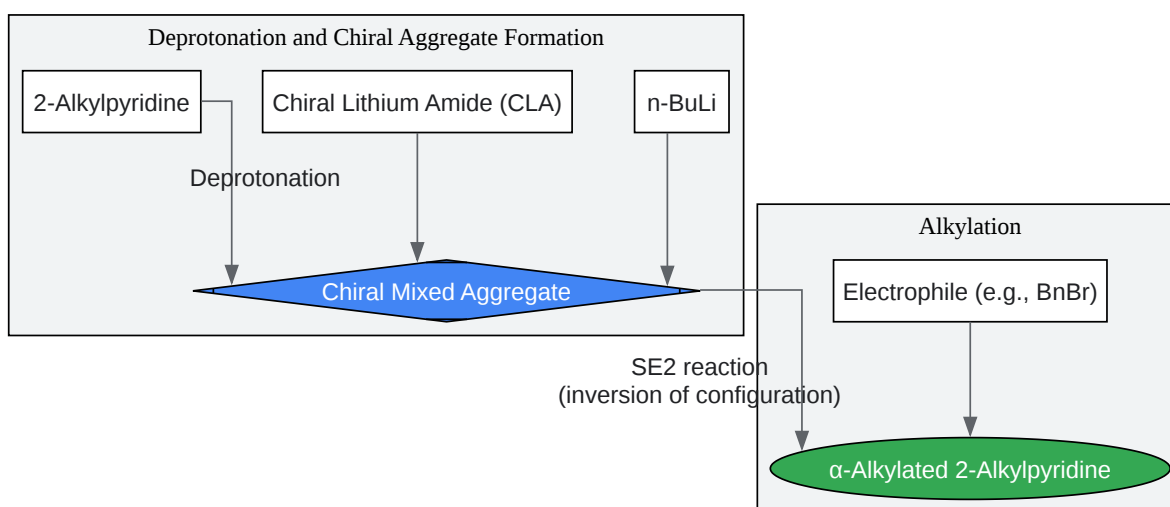 Deprotonation and Chiral Aggregate Formation
2-Alkylpyridine
Chiral Lithium Amide (CLA)
n-BuLi
Deprotonation
Chiral Mixed Aggregate
Alkylation
Electrophile (e.g., BnBr)
SE2 reaction
(inversion of configuration)
α-Alkylated 2-Alkylpyridine